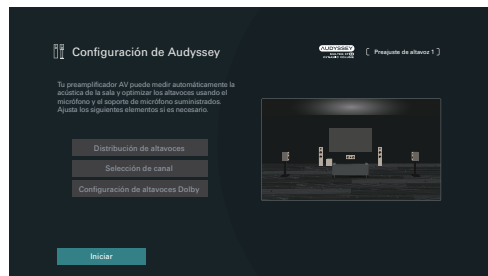 Configuración de Audyssey
AUDYSSEY
[ Preajuste de altavoz 1 ]
Tu preamplificador AV puede medir automáticamente la
acústica de la sala y optimizar los altavoces usando el
micrófono y el soporte de micrófono suministrados.
Ajusta los siguientes elementos si es necesario.
Distribución de altavoces
Selección de canal
Configuración de altavoces Dolby
Iniciar